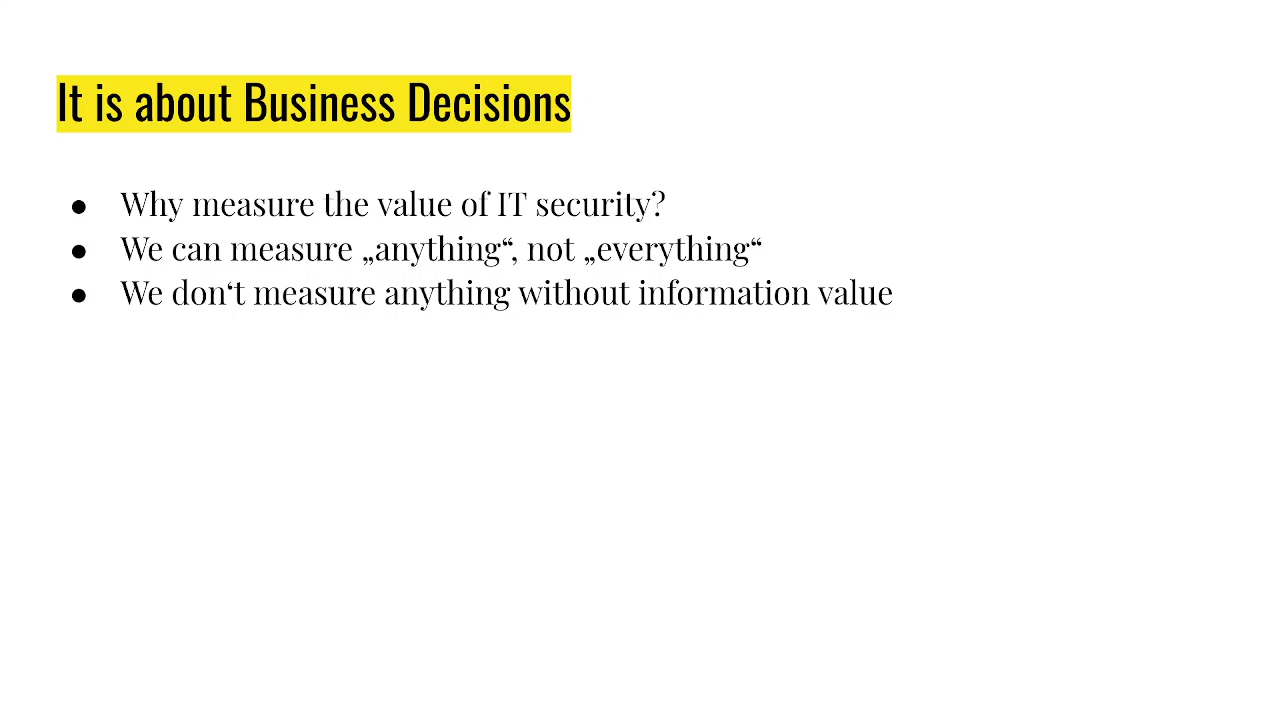 It is about Business Decisions
● Why measure the value of IT security?
● We can measure „anything“, not „everything“
● We don‘t measure anything without information value